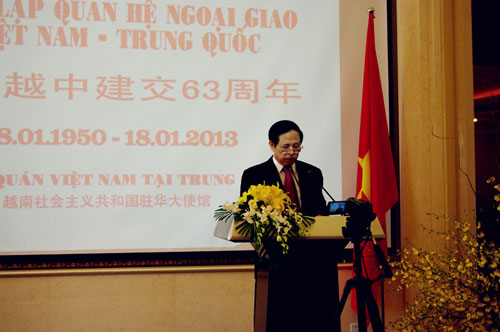 LẬP QUAN HỆ NGOẠI GIAO
VIỆT NAM - TRUNG QUỐC
越中建交63周年
8.01.1950 - 18.01.2013
QUÁN VIỆT NAM TẠI TRUNG
越南社会主义共和国驻华大使馆